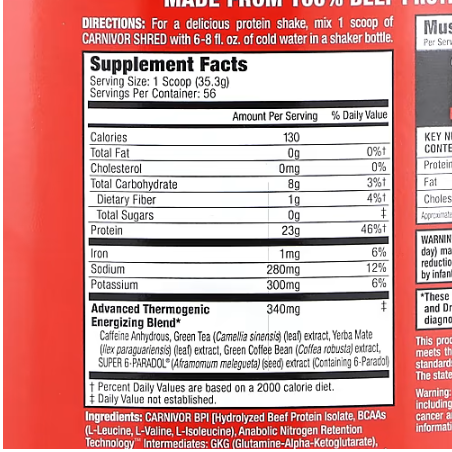 MADE FROM 100% BEEF
DIRECTIONS: For a delicious protein shake, mix 1 scoop of
CARNIVOR SHRED with 6-8 fl. oz. of cold water in a shaker bottle.
Supplement Facts
Serving Size: 1 Scoop (35.3g)
Servings Per Container: 56
Amount Per Serving % Daily Value
Calories 130
Total Fat 0g 0%†
Cholesterol 0mg 0%
Total Carbohydrate 8g 3%†
Dietary Fiber 1g 4%†
Total Sugars 0g ‡
Protein 23g 46%†
Iron 1mg 6%
Sodium 280mg 12%
Potassium 300mg 6%
Advanced Thermogenic 340mg ‡
Energizing Blend*
Caffeine Anhydrous, Green Tea (Camellia sinensis) (leaf) extract, Yerba Mate
(Ilex paraguariensis) (leaf) extract, Green Coffee Bean (Coffea robusta) extract,
SUPER 6-PARADOL® (Aframomum melegueta) (seed) extract (Containing 6-Paradol)
† Percent Daily Values are based on a 2000 calorie diet.
‡ Daily Value not established.
Ingredients: CARNIVOR BPI [Hydrolyzed Beef Protein Isolate, BCAAs
(L-Leucine, L-Valine, L-Isoleucine), Anabolic Nitrogen Retention
Technology™ Intermediates: GKG (Glutamine-Alpha-Ketoglutarate),
Mus
Per Serv
KEY N
CONTE
Protein
Fat
Choles
Approximate
WARNIN
day) ma
reductio
by infan
*These
and Dr
diagno
This proc
meets th
standards
The state
Warning:
including
cancer a
informati